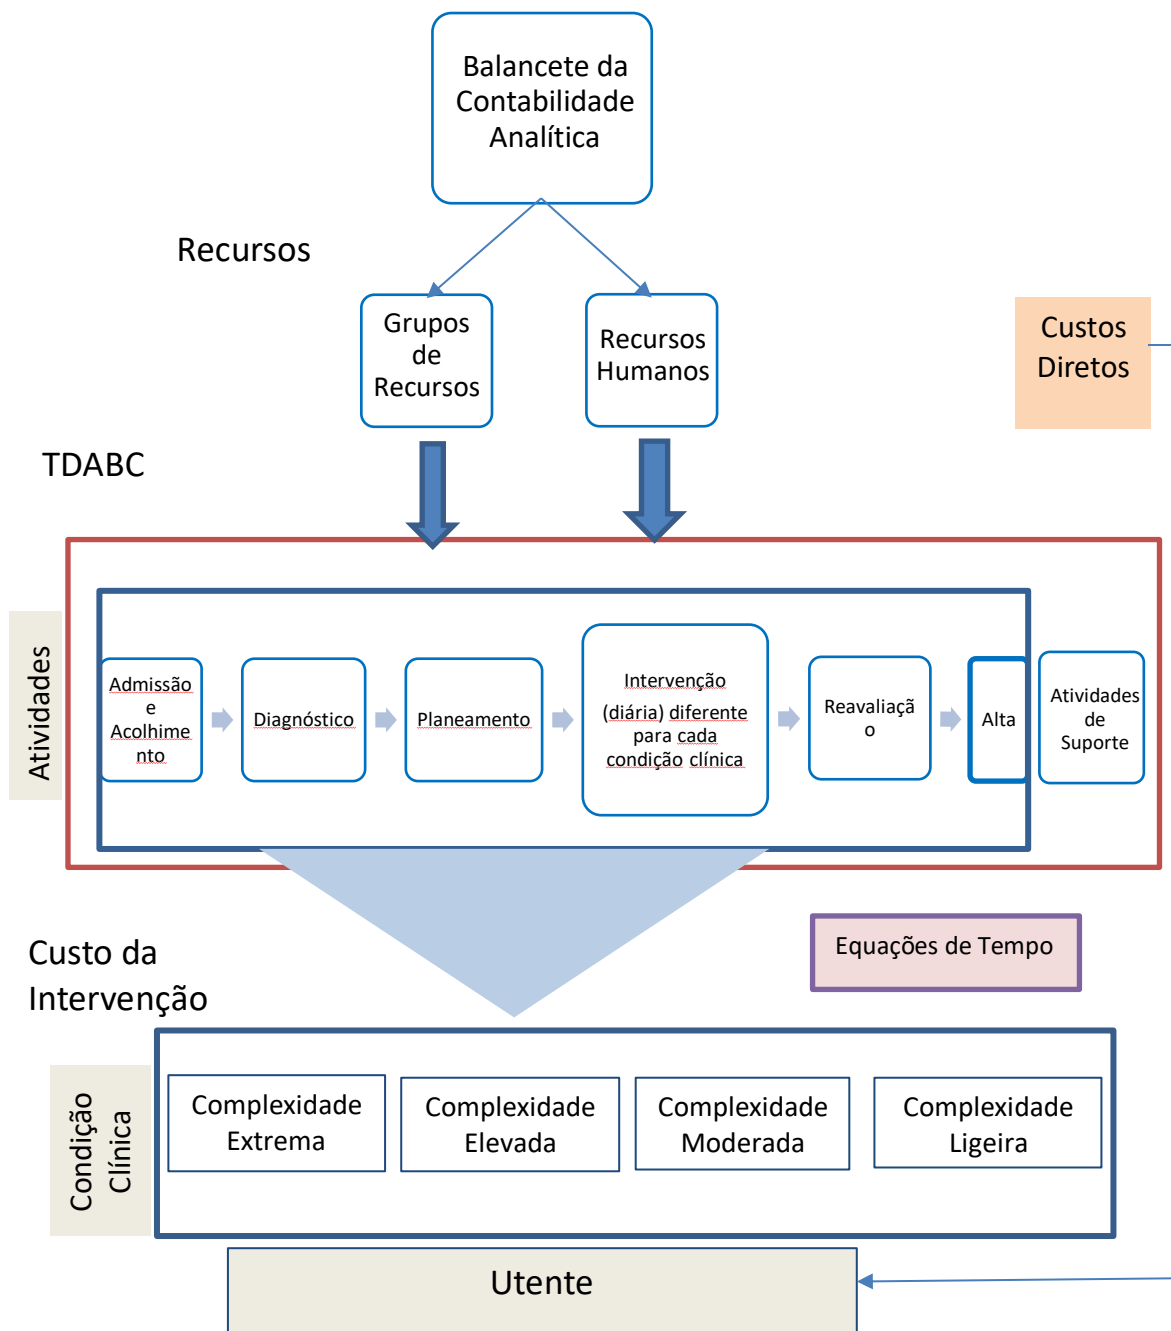 Balancete da
Contabilidade
Analítica
Recursos
Grupos
de
Recursos
Recursos
Humanos
Custos
Diretos
TDABC
Atividades
Admissão
e
Acolhime
nto
Diagnóstico
Planeamento
Intervenção
(diária) diferente
para cada
condição clínica
Reavaliaçã
o
Alta
Atividades
de
Suporte
Custo da
Intervenção
Equações de Tempo
Condição
Clínica
Complexidade
Extrema
Complexidade
Elevada
Complexidade
Moderada
Complexidade
Ligeira
Utente